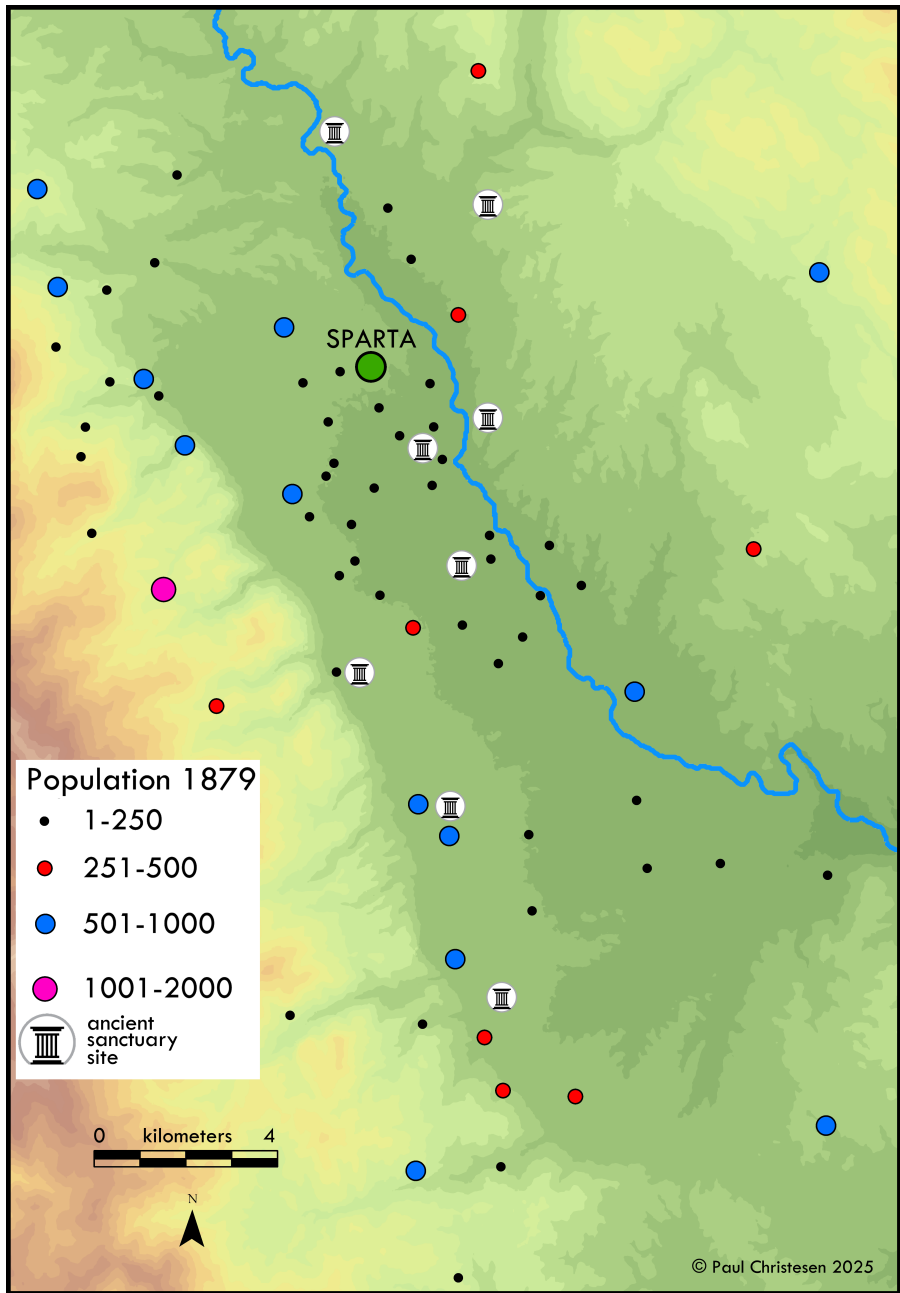 SPARTA
Population 1879
1-250
251-500
501-1000
1001-2000
ancient
sanctuary
site
0 kilometers 4
N
© Paul Christesen 2025